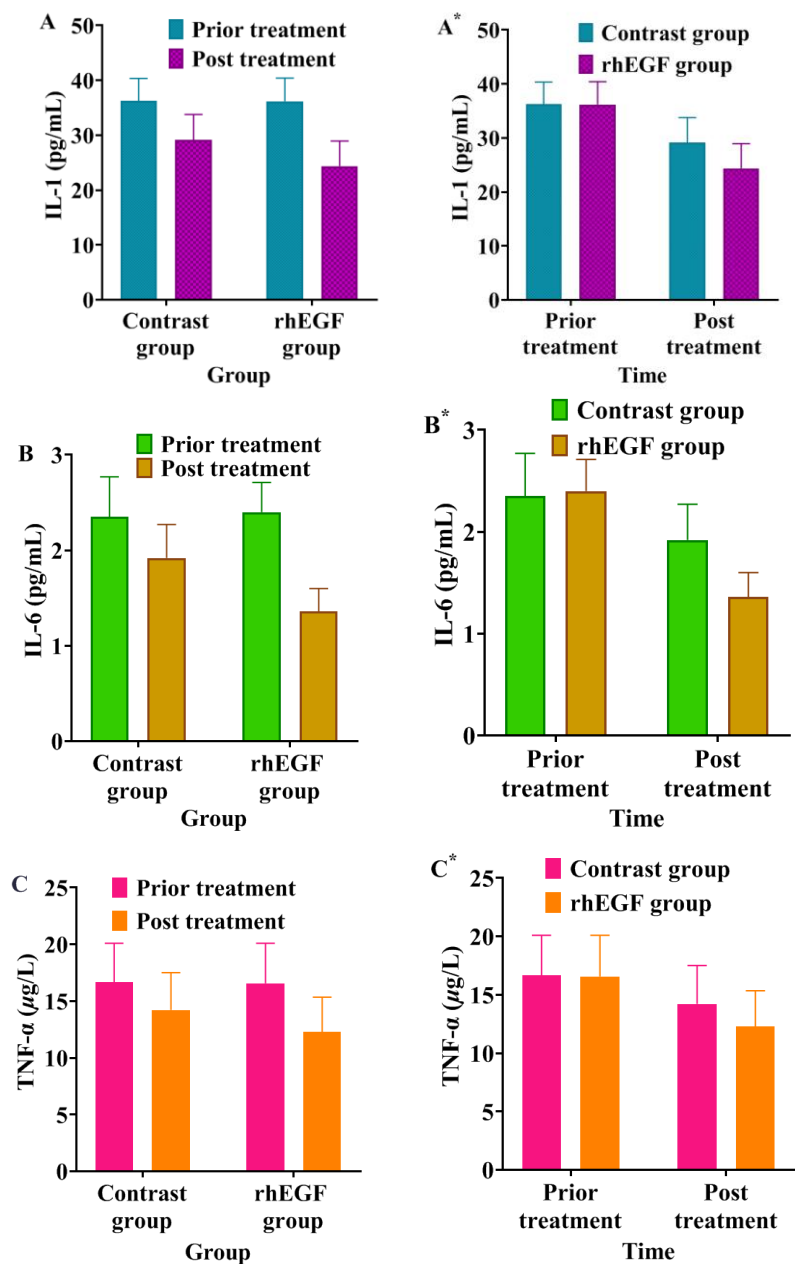 A
Prior treatment
Post treatment
IL-1 (pg/mL)
50
40
30
20
10
0
Contrast group
rhEGF group
Group
A*
Contrast group
rhEGF group
IL-1 (pg/mL)
50
40
30
20
10
0
Prior treatment
Post treatment
Time
B
Prior treatment
Post treatment
IL-6 (pg/mL)
3
2
1
0
Contrast group
rhEGF group
Group
B*
Contrast group
rhEGF group
IL-6 (pg/mL)
3
2
1
0
Prior treatment
Post treatment
Time
C
Prior treatment
Post treatment
TNF-α (µg/L)
25
20
15
10
5
0
Contrast group
rhEGF group
Group
C*
Contrast group
rhEGF group
TNF-α (µg/L)
25
20
15
10
5
0
Prior treatment
Post treatment
Time